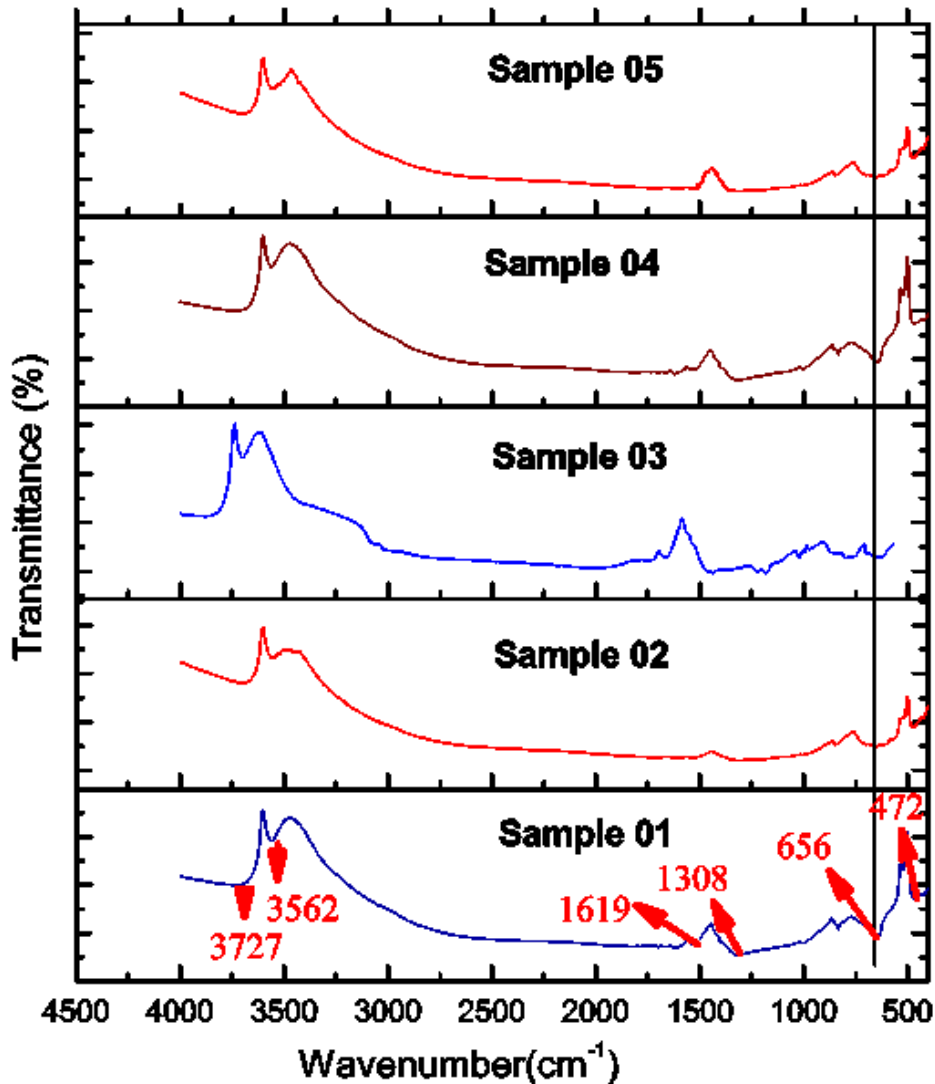 Transmittance (%)
Sample 05
Sample 04
Sample 03
Sample 02
Sample 01
472
656
1308
1619
3562
3727
4500 4000 3500 3000 2500 2000 1500 1000 500
Wavenumber(cm⁻¹)